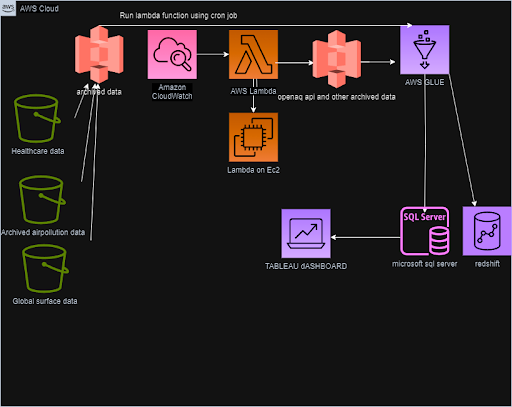 aws
AWS Cloud
Run lambda function using cron job
archived data
Amazon
CloudWatch
AWS Lambda
openaq api and other archived data
AWS GLUE
Healthcare data
Lambda on Ec2
Archived airpollution data
Global surface data
SQL Server
TABLEAU dASHBOARD
microsoft sql server
redshift